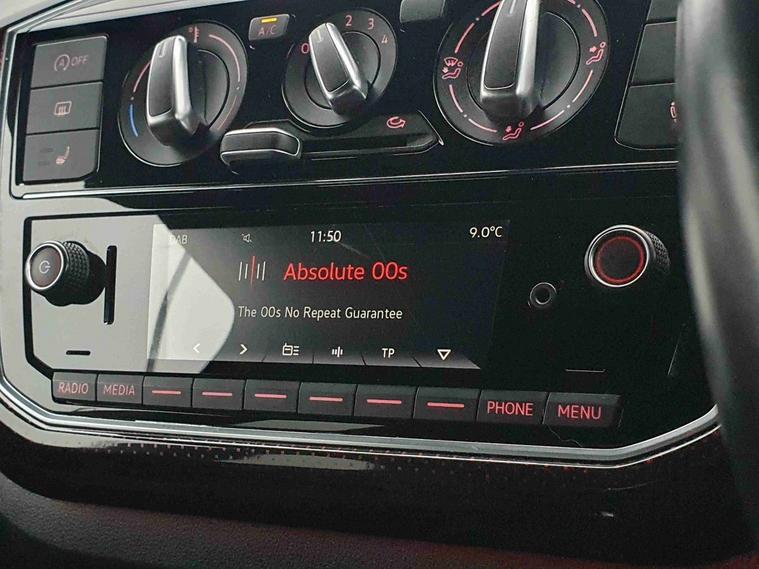 OFF
A/C
0 2 3 4
DAB 11:50 9.0°C
Absolute 00s
The 00s No Repeat Guarantee
< > TP
RADIO MEDIA PHONE MENU